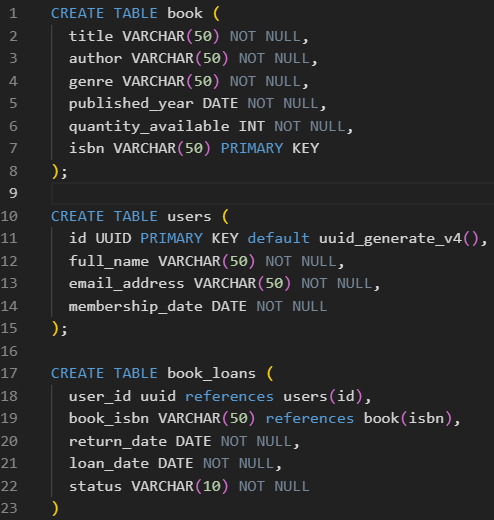 1 CREATE TABLE book (
2 title VARCHAR(50) NOT NULL,
3 author VARCHAR(50) NOT NULL,
4 genre VARCHAR(50) NOT NULL,
5 published_year DATE NOT NULL,
6 quantity_available INT NOT NULL,
7 isbn VARCHAR(50) PRIMARY KEY
8 );
9
10 CREATE TABLE users (
11 id UUID PRIMARY KEY default uuid_generate_v4(),
12 full_name VARCHAR(50) NOT NULL,
13 email_address VARCHAR(50) NOT NULL,
14 membership_date DATE NOT NULL
15 );
16
17 CREATE TABLE book_loans (
18 user_id uuid references users(id),
19 book_isbn VARCHAR(50) references book(isbn),
20 return_date DATE NOT NULL,
21 loan_date DATE NOT NULL,
22 status VARCHAR(10) NOT NULL
23 )